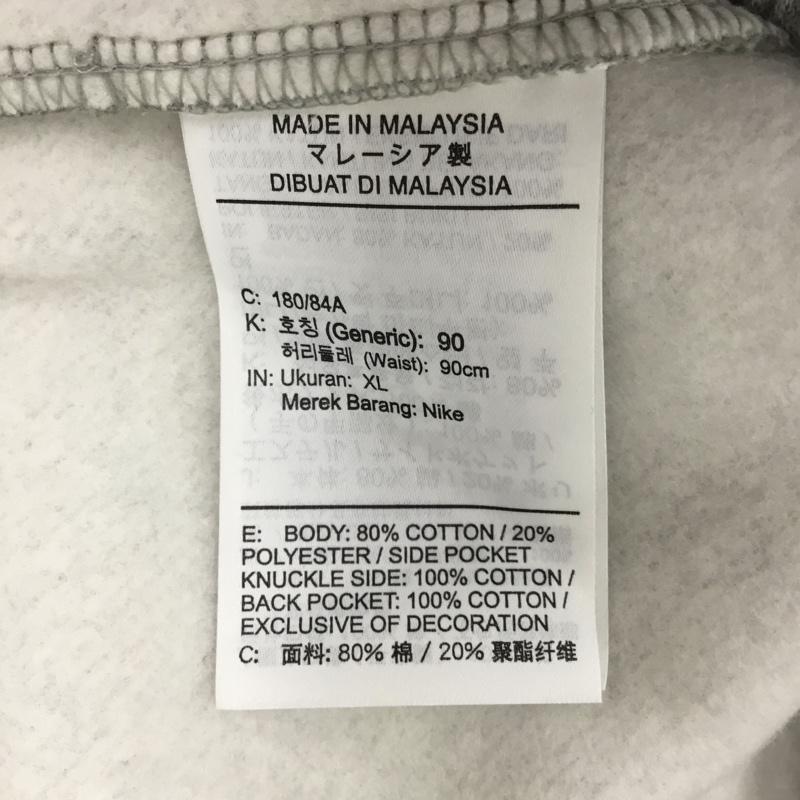 MADE IN MALAYSIA
マレーシア製
DIBUAT DI MALAYSIA
C: 180/84A
K: 호칭 (Generic): 90
허리둘레 (Waist): 90cm
IN: Ukuran: XL
Merek Barang: Nike
E: BODY: 80% COTTON / 20%
POLYESTER / SIDE POCKET
KNUCKLE SIDE: 100% COTTON /
BACK POCKET: 100% COTTON /
EXCLUSIVE OF DECORATION
C: 面料: 80% 棉 / 20% 聚酯纤维